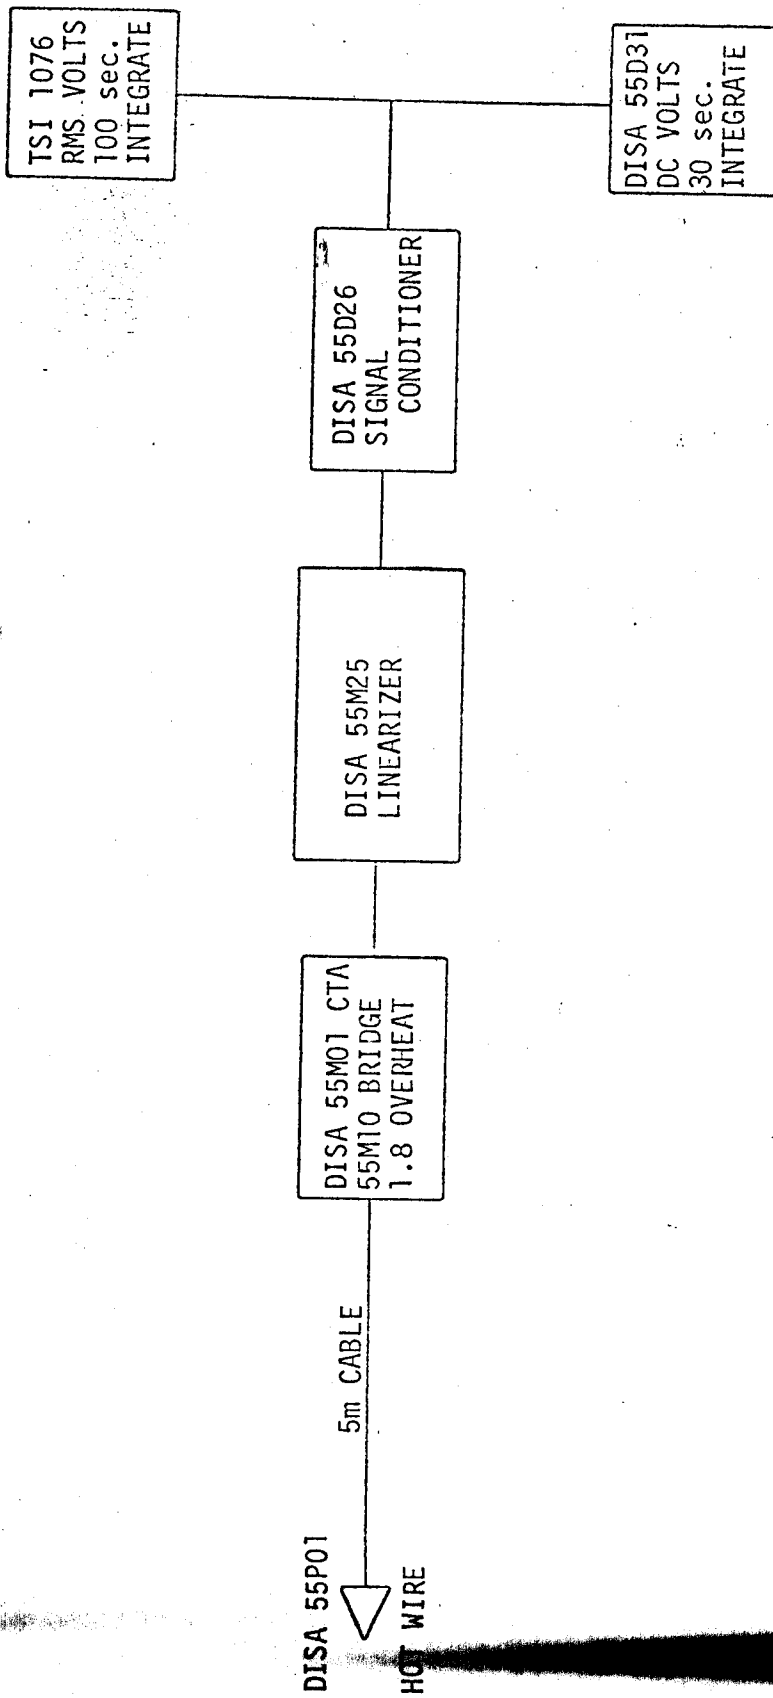 DISA 55P01
HOT WIRE
5m CABLE
DISA 55M01 CTA
55M10 BRIDGE
1.8 OVERHEAT
DISA 55M25
LINEARIZER
DISA 55D26
SIGNAL
CONDITIONER
TSI 1076
RMS VOLTS
100 sec.
INTEGRATE
DISA 55D31
DC VOLTS
30 sec.
INTEGRATE